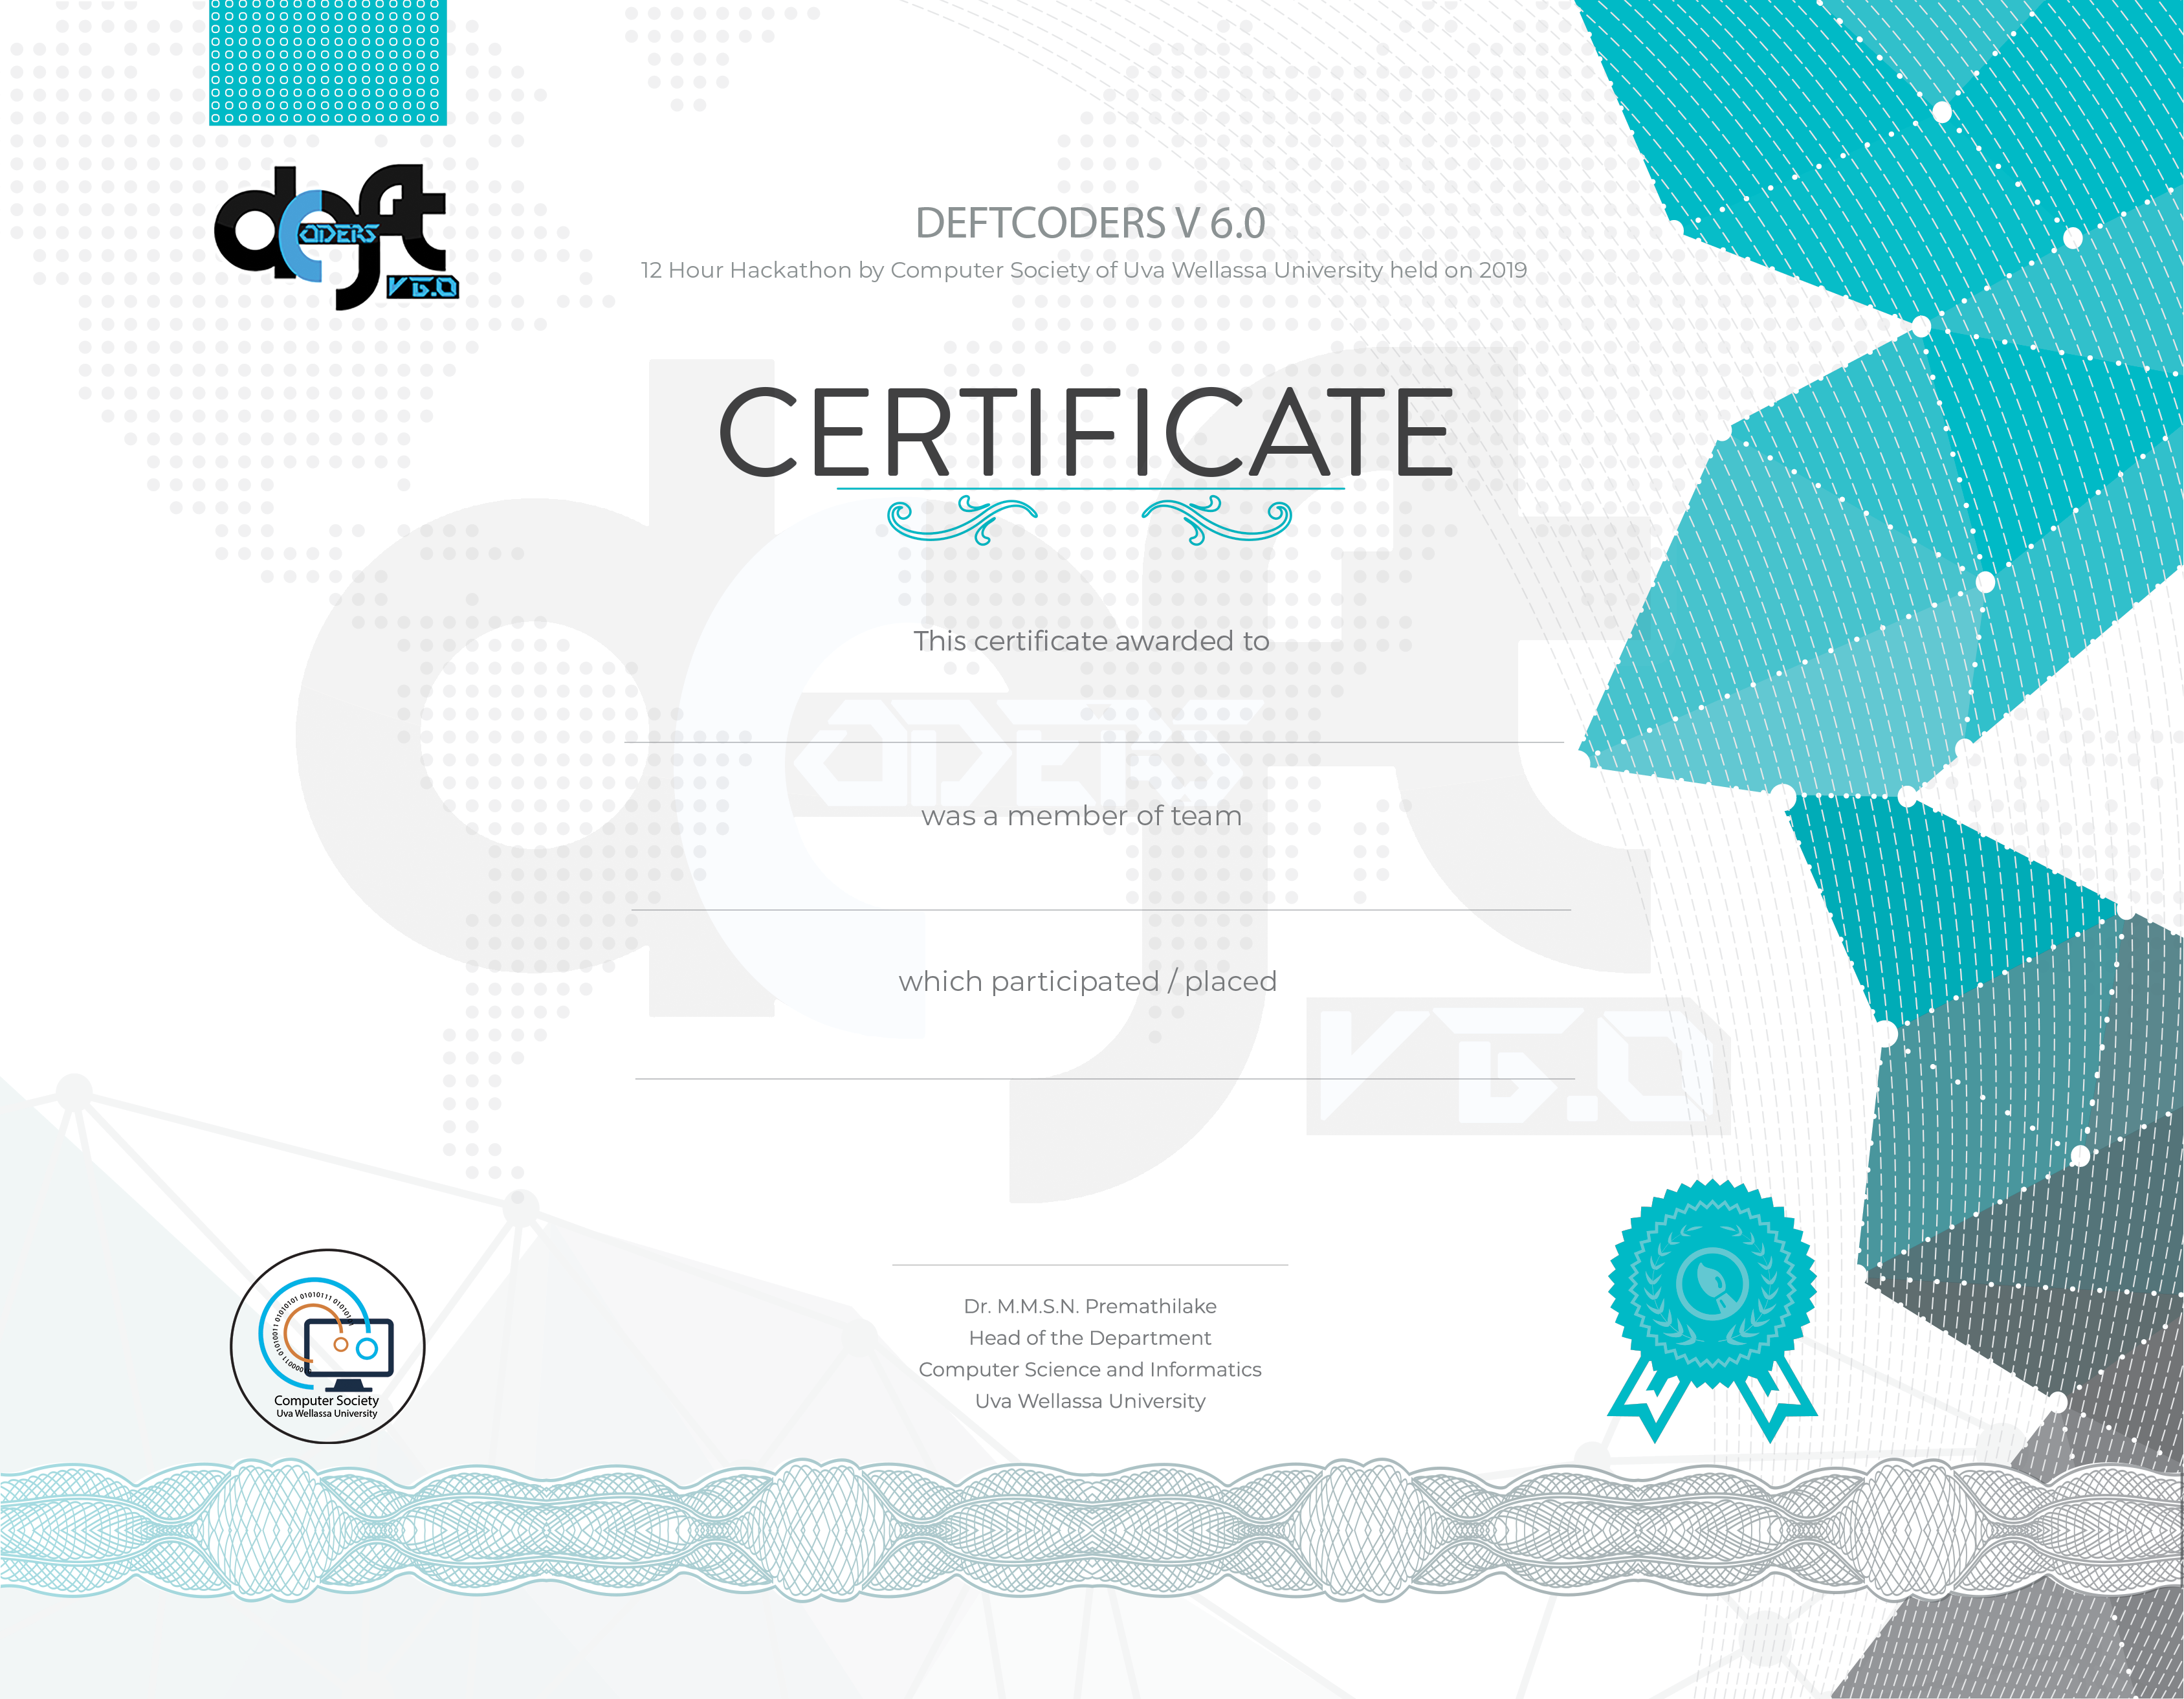 deft
CODERS
V 6.0
DEFTCODERS V 6.0
12 Hour Hackathon by Computer Society of Uva Wellassa University held on 2019
CERTIFICATE
This certificate awarded to
was a member of team
which participated / placed
Dr. M.M.S.N. Premathilake
Head of the Department
Computer Science and Informatics
Uva Wellassa University
Computer Society
Uva Wellassa University